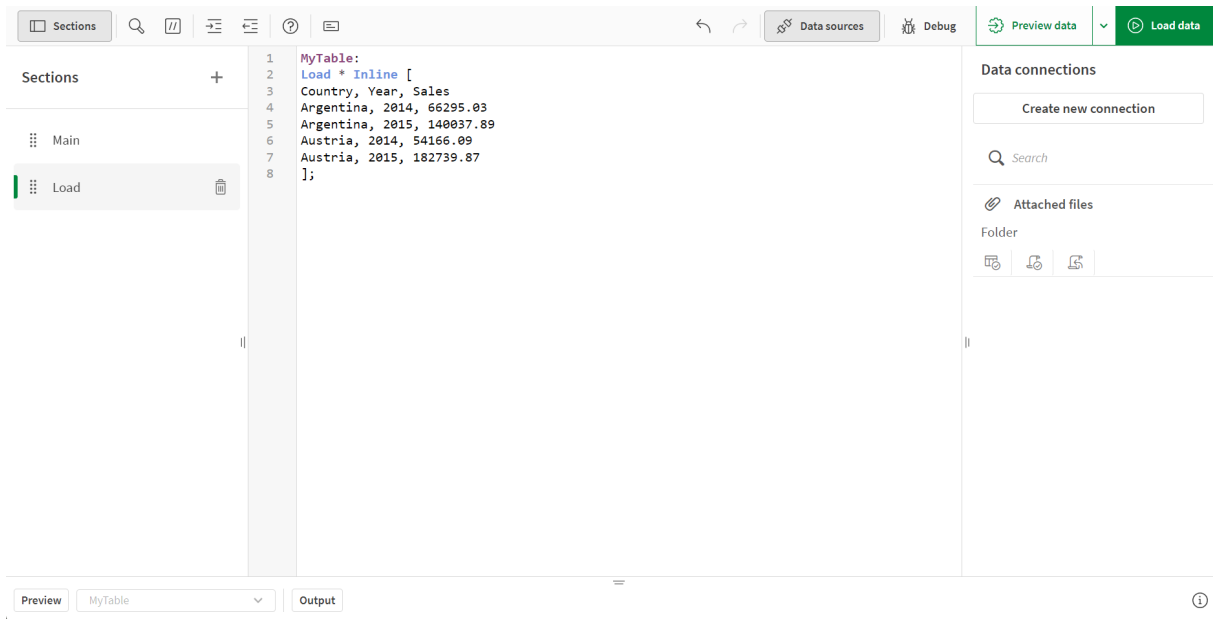 Sections
Data sources
Debug
Preview data
Load data
Sections
Main
Load
1 MyTable:
2 Load * Inline [
3 Country, Year, Sales
4 Argentina, 2014, 66295.03
5 Argentina, 2015, 140037.89
6 Austria, 2014, 54166.09
7 Austria, 2015, 182739.87
8 ];
Data connections
Create new connection
Search
Attached files
Folder
Preview
MyTable
Output